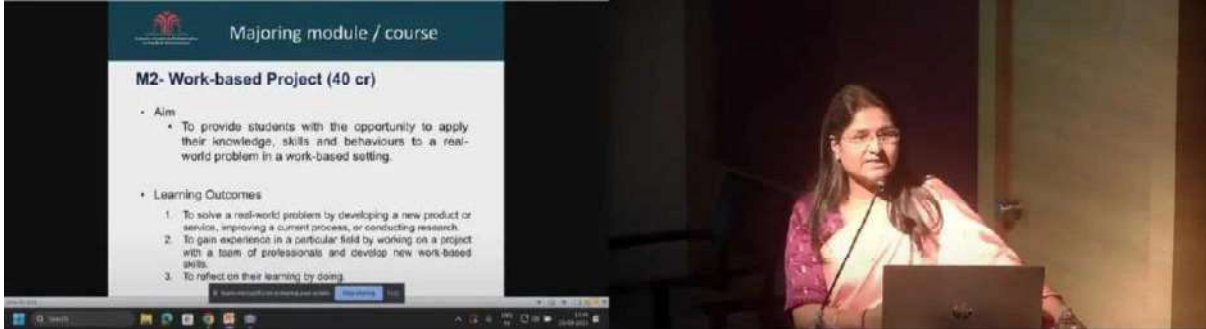 Majoring module / course
M2- Work-based Project (40 cr)
• Aim
• To provide students with the opportunity to apply
their knowledge, skills and behaviours to a real-
world problem in a work-based setting.
• Learning Outcomes
1. To solve a real-world problem by developing a new product or
service, improving a current process, or conducting research.
2. To gain experience in a particular field by working on a project
with a team of professionals and develop new work-based
skills.
3. To reflect on their learning by doing.
Stop sharing
Search
hp